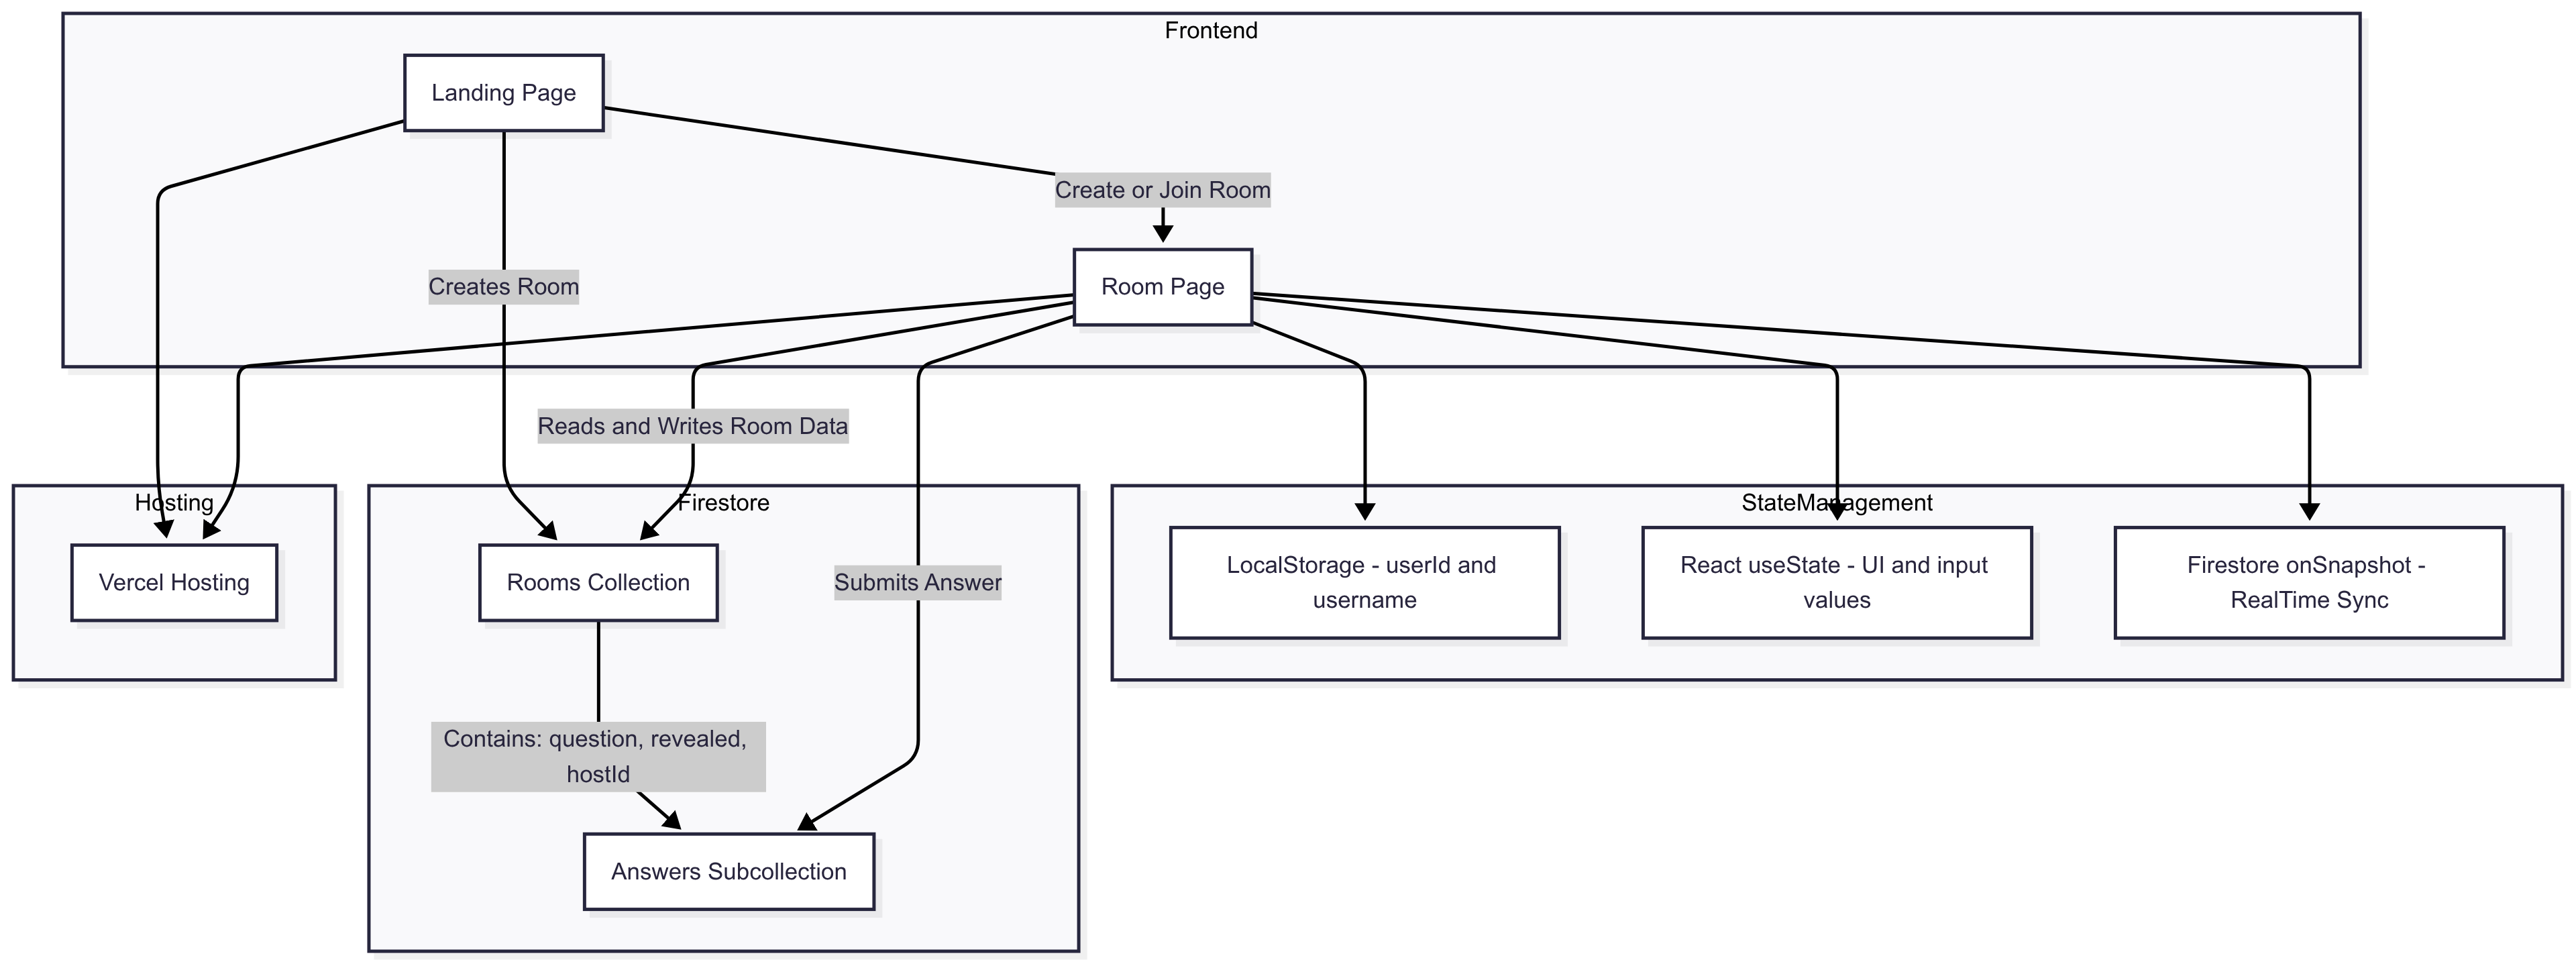 Frontend
Landing Page
Create or Join Room
Creates Room
Room Page
Reads and Writes Room Data
Hosting
Firestore
StateManagement
Vercel Hosting
Rooms Collection
Submits Answer
LocalStorage - userId and
username
React useState - UI and input
values
Firestore onSnapshot -
RealTime Sync
Contains: question, revealed,
hostId
Answers Subcollection